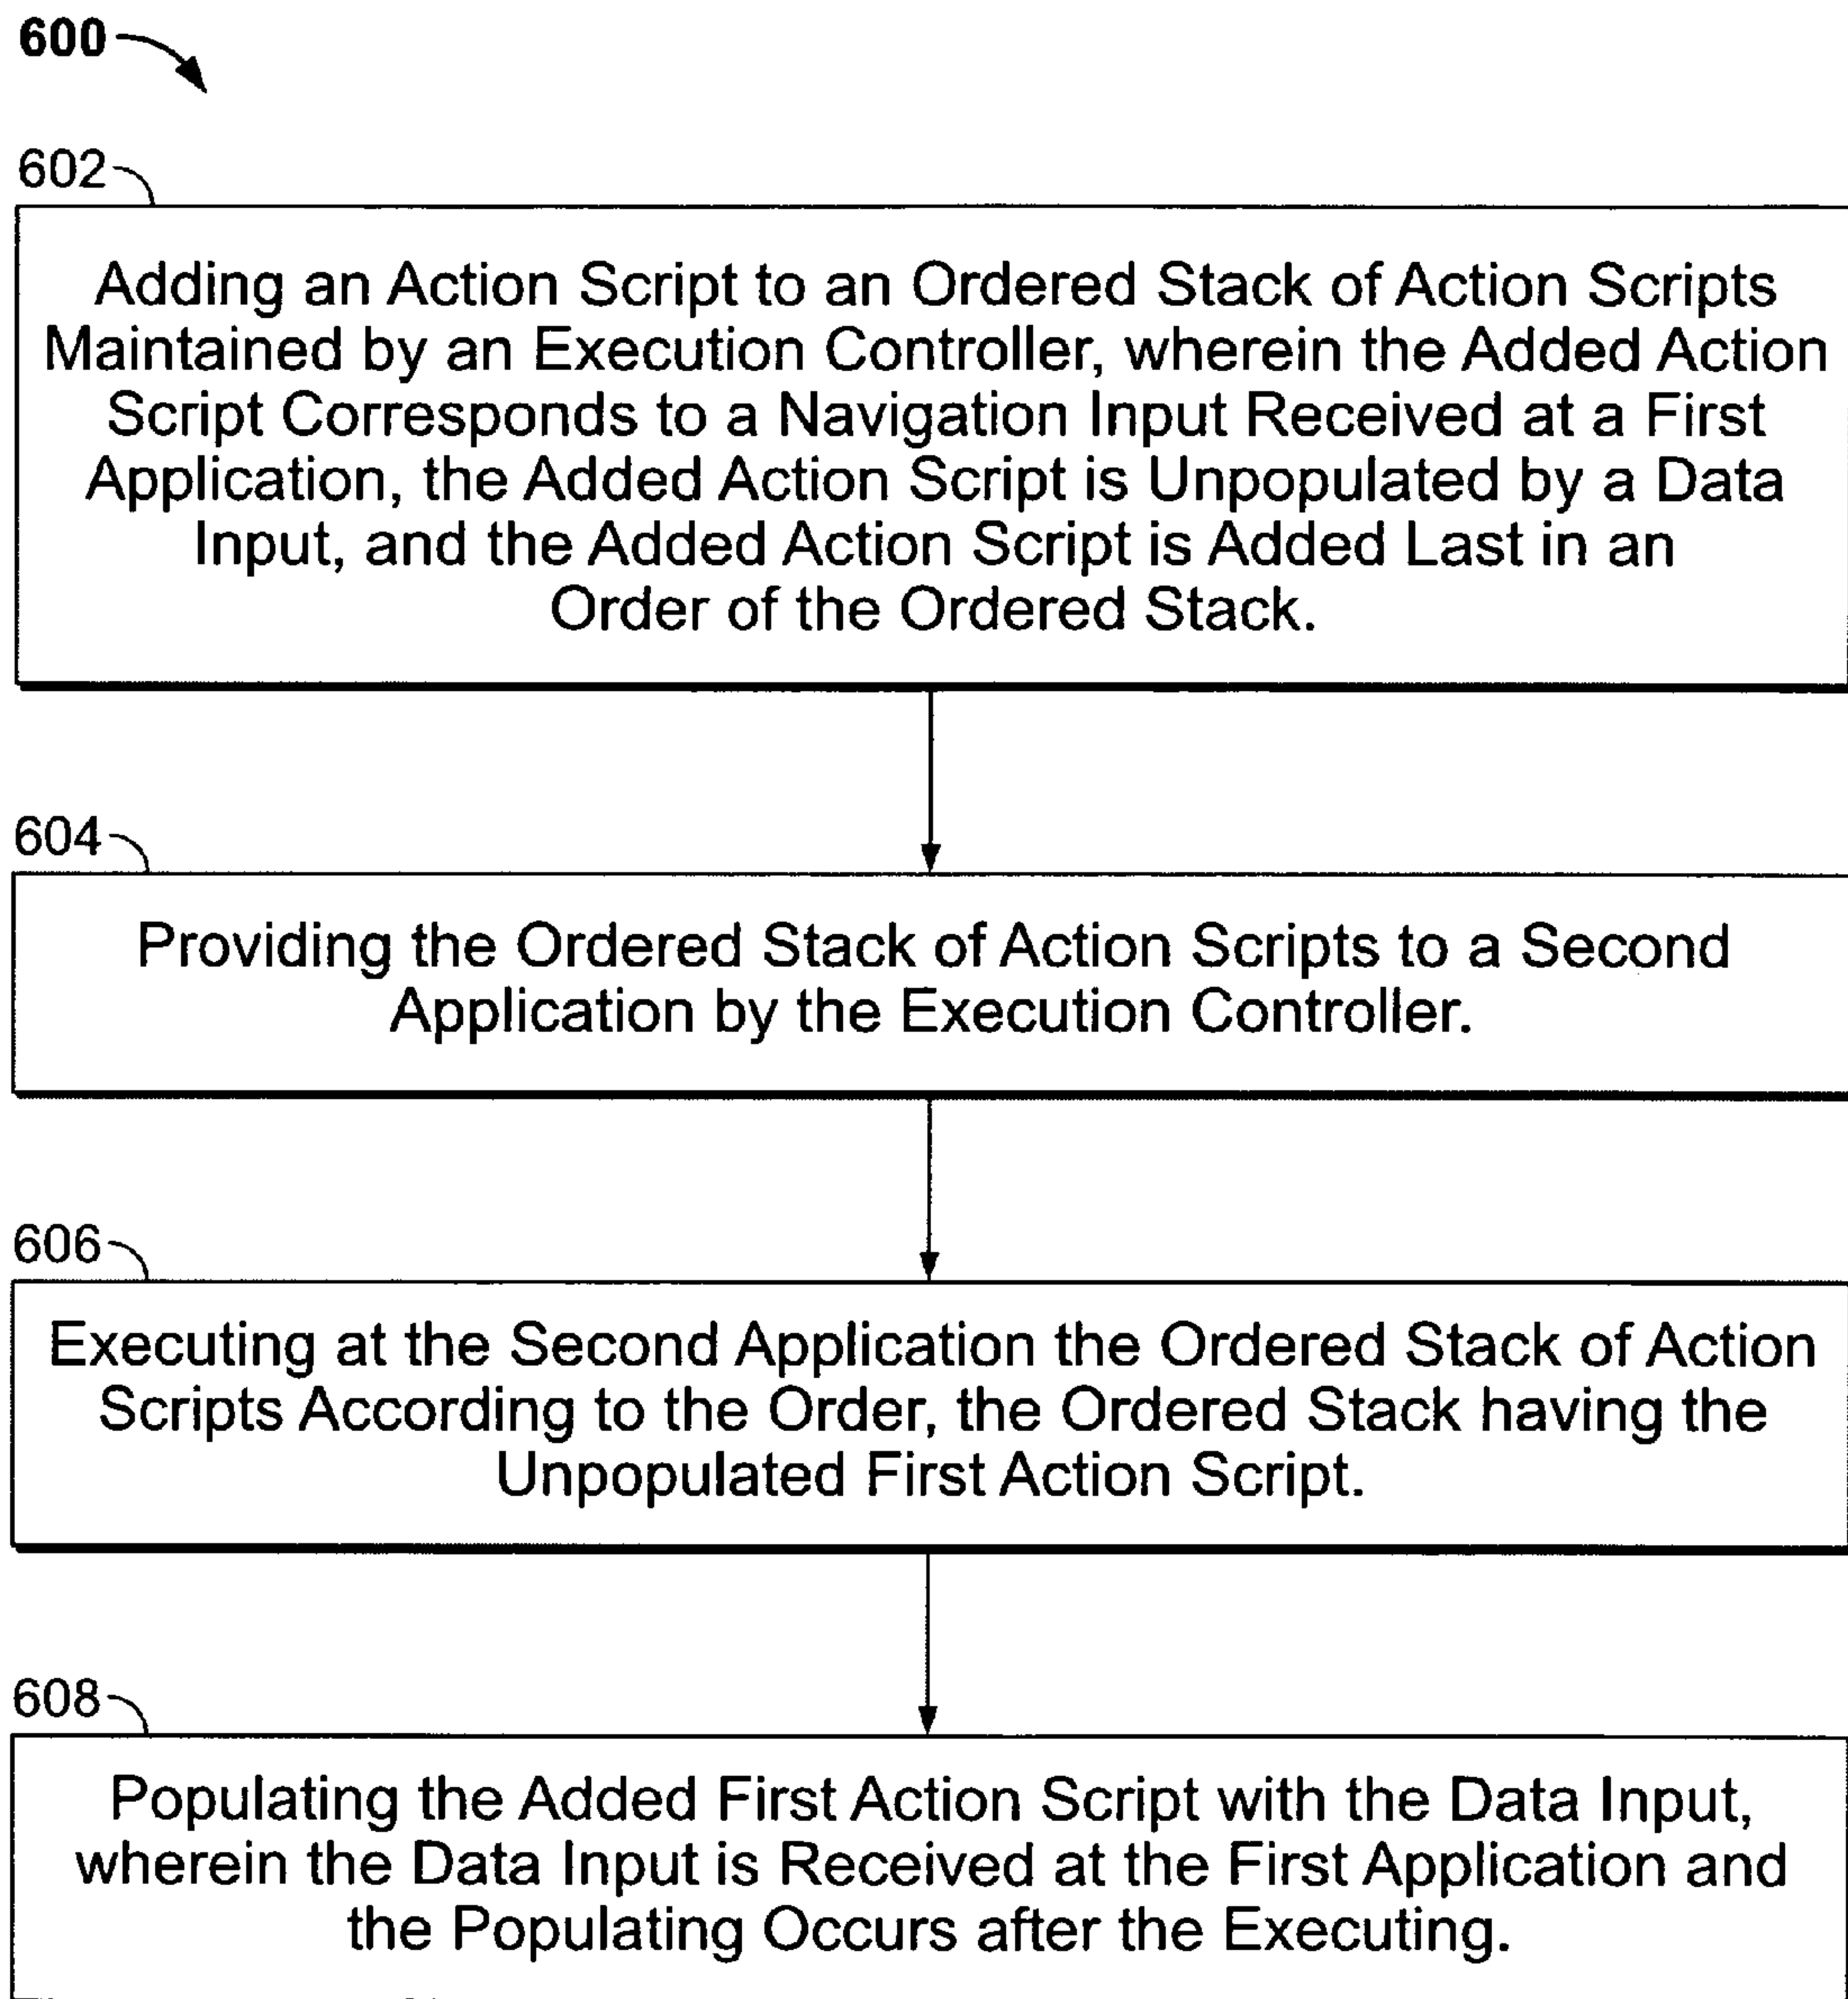 600
602
Adding an Action Script to an Ordered Stack of Action Scripts
Maintained by an Execution Controller, wherein the Added Action
Script Corresponds to a Navigation Input Received at a First
Application, the Added Action Script is Unpopulated by a Data
Input, and the Added Action Script is Added Last in an
Order of the Ordered Stack.
604
Providing the Ordered Stack of Action Scripts to a Second
Application by the Execution Controller.
606
Executing at the Second Application the Ordered Stack of Action
Scripts According to the Order, the Ordered Stack having the
Unpopulated First Action Script.
608
Populating the Added First Action Script with the Data Input,
wherein the Data Input is Received at the First Application and
the Populating Occurs after the Executing.